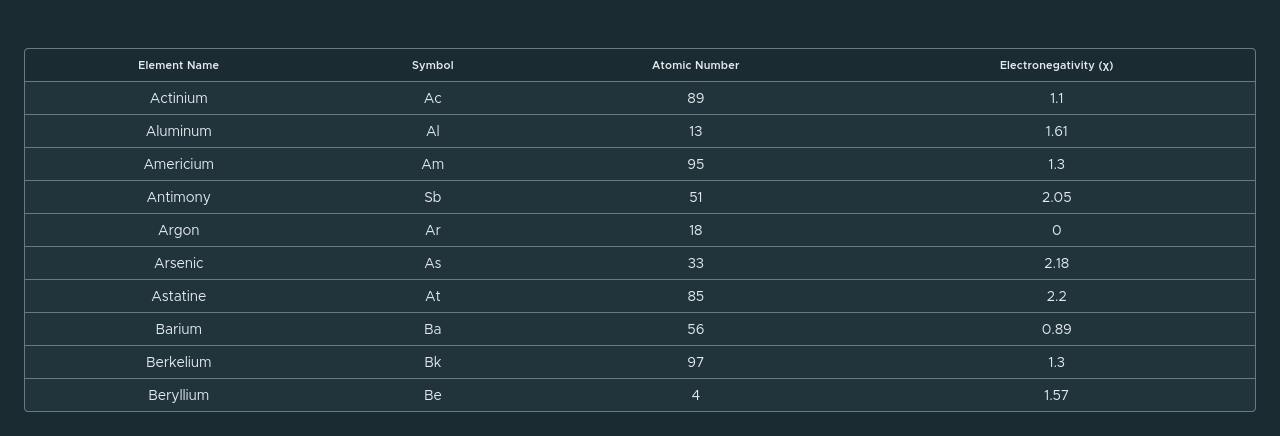 Element Name Symbol Atomic Number Electronegativity (χ)
Actinium Ac 89 1.1
Aluminum Al 13 1.61
Americium Am 95 1.3
Antimony Sb 51 2.05
Argon Ar 18 0
Arsenic As 33 2.18
Astatine At 85 2.2
Barium Ba 56 0.89
Berkelium Bk 97 1.3
Beryllium Be 4 1.57